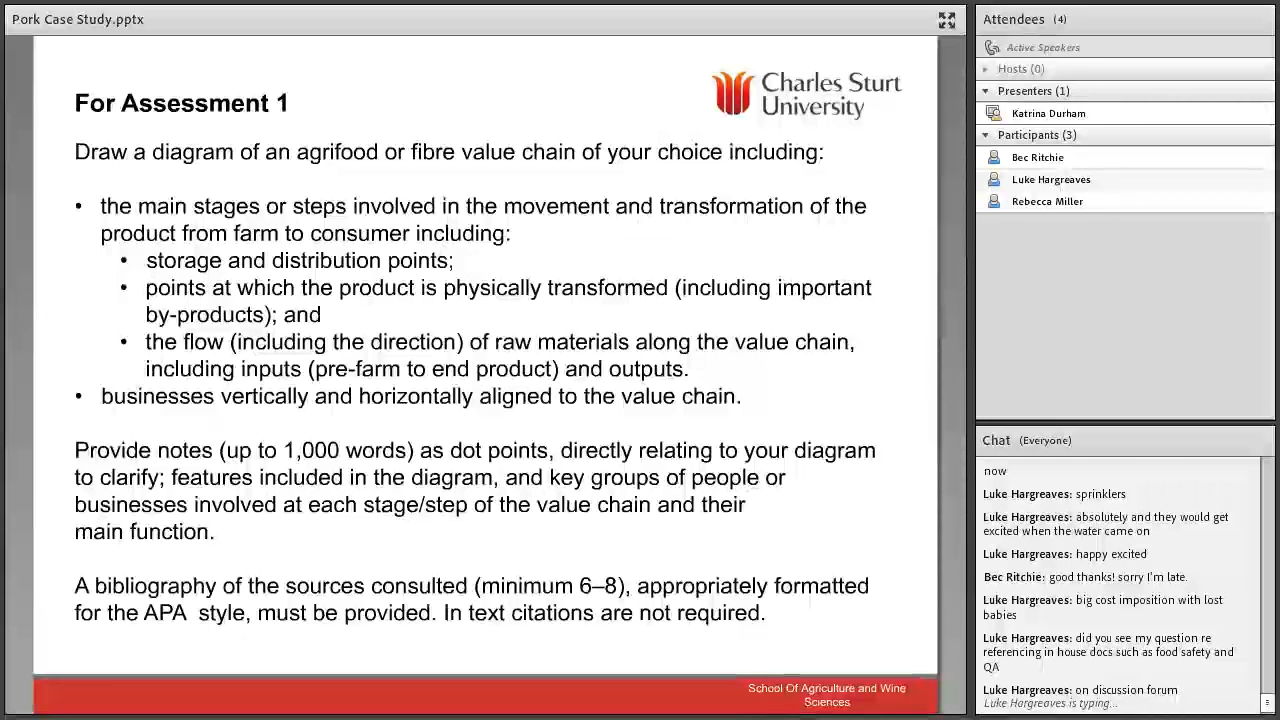 Pork Case Study.pptx
For Assessment 1
Charles Sturt
University
Draw a diagram of an agrifood or fibre value chain of your choice including:
• the main stages or steps involved in the movement and transformation of the
product from farm to consumer including:
• storage and distribution points;
• points at which the product is physically transformed (including important
by-products); and
• the flow (including the direction) of raw materials along the value chain,
including inputs (pre-farm to end product) and outputs.
• businesses vertically and horizontally aligned to the value chain.
Provide notes (up to 1,000 words) as dot points, directly relating to your diagram
to clarify; features included in the diagram, and key groups of people or
businesses involved at each stage/step of the value chain and their
main function.
A bibliography of the sources consulted (minimum 6–8), appropriately formatted
for the APA  style, must be provided. In text citations are not required.
School Of Agriculture and Wine
Sciences
Attendees (4)
Active Speakers
Hosts (0)
Presenters (1)
Katrina Durham
Participants (3)
Bec Ritchie
Luke Hargreaves
Rebecca Miller
Chat (Everyone)
now
Luke Hargreaves: sprinklers
Luke Hargreaves: absolutely and they would get
excited when the water came on
Luke Hargreaves: happy excited
Bec Ritchie: good thanks! sorry I'm late.
Luke Hargreaves: big cost imposition with lost
babies
Luke Hargreaves: did you see my question re
referencing in house docs such as food safety and
QA
Luke Hargreaves: on discussion forum
Luke Hargreaves is typing...